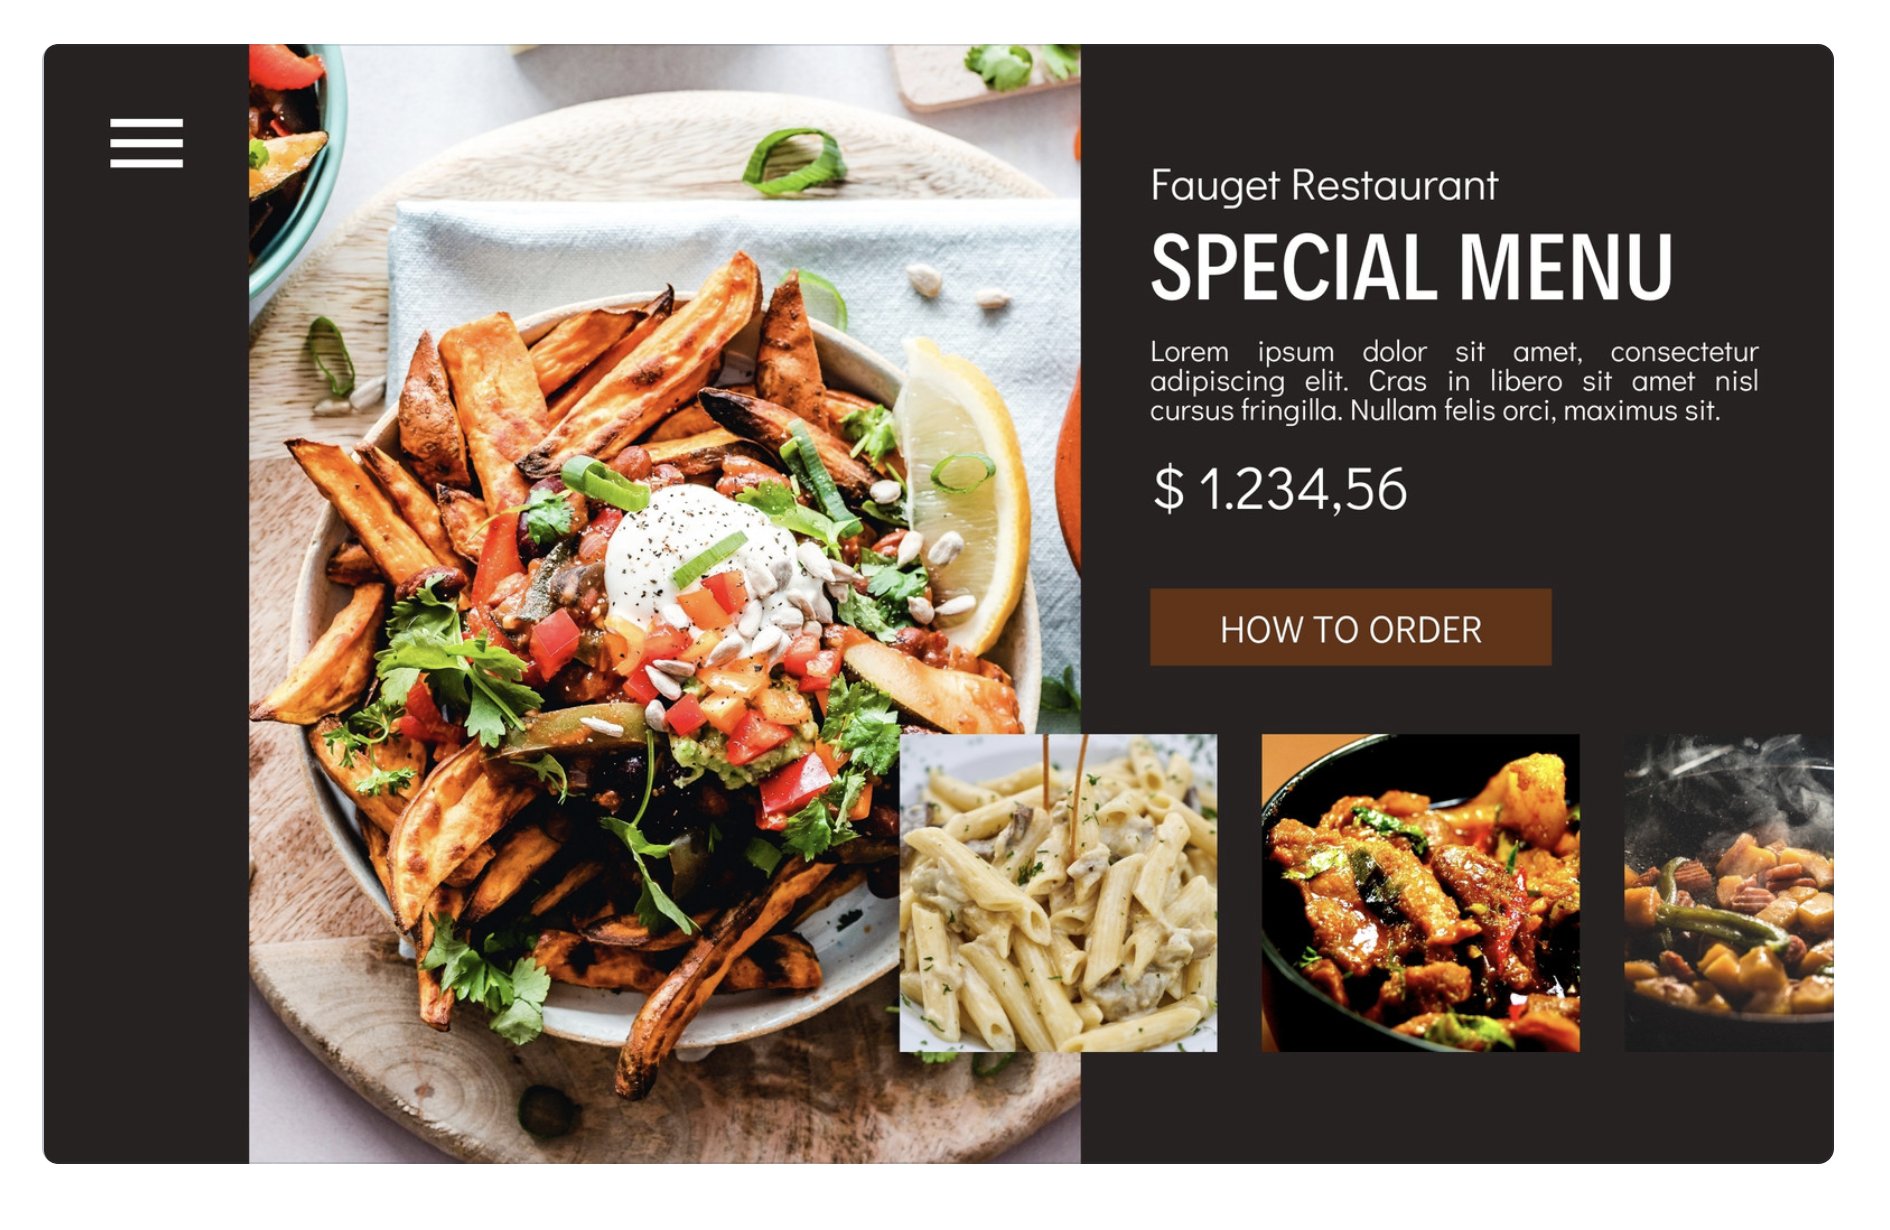 Fauget Restaurant
SPECIAL MENU
Lorem ipsum dolor sit amet, consectetur
adipiscing elit. Cras in libero sit amet nisl
cursus fringilla. Nullam felis orci, maximus sit.
$ 1.234,56
HOW TO ORDER